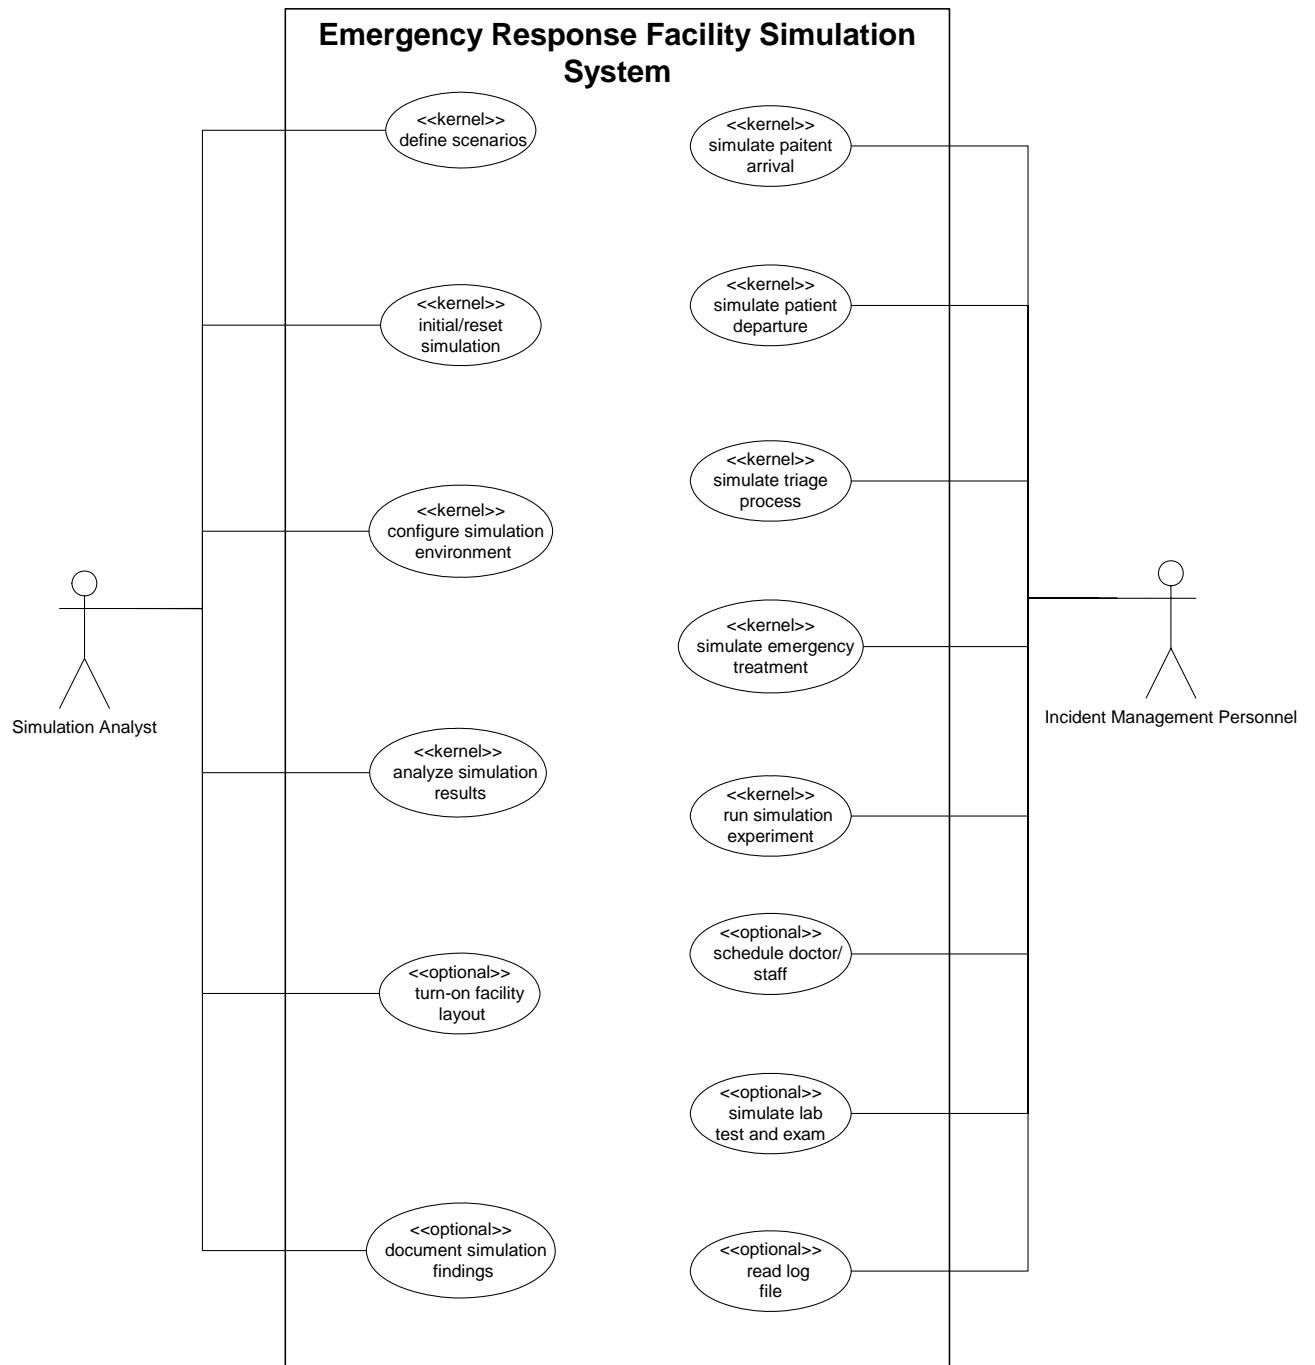 Emergency Response Facility Simulation
System
<<kernel>>
define scenarios
<<kernel>>
initial/reset
simulation
<<kernel>>
configure simulation
environment
<<kernel>>
analyze simulation
results
<<optional>>
turn-on facility
layout
<<optional>>
document simulation
findings
<<kernel>>
simulate paitent
arrival
<<kernel>>
simulate patient
departure
<<kernel>>
simulate triage
process
<<kernel>>
simulate emergency
treatment
<<kernel>>
run simulation
experiment
<<optional>>
schedule doctor/
staff
<<optional>>
simulate lab
test and exam
<<optional>>
read log
file
Simulation Analyst
Incident Management Personnel